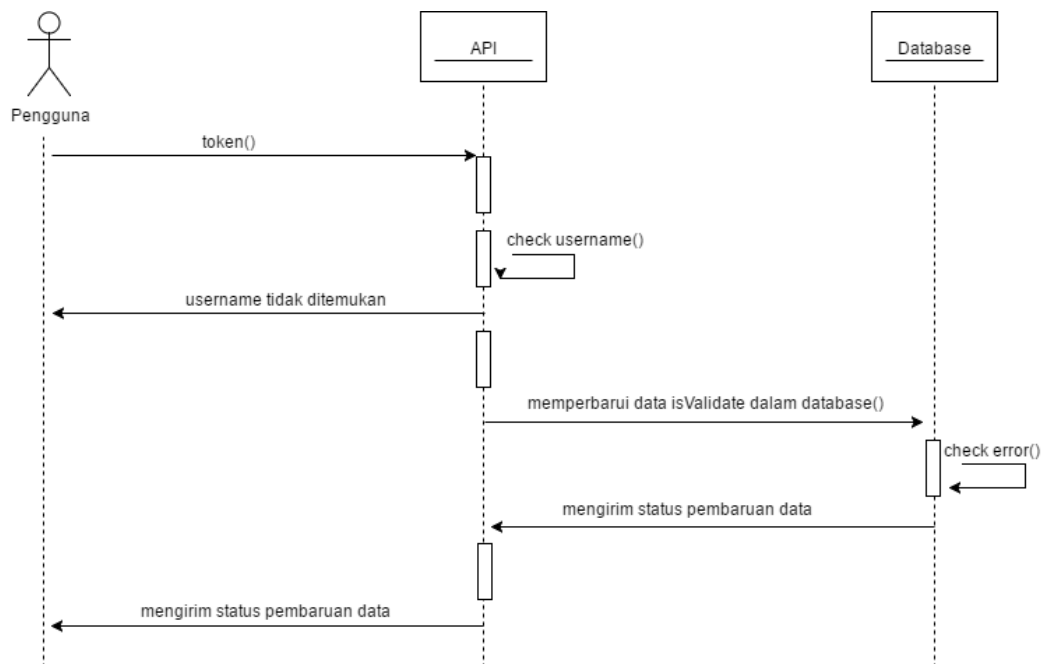 API
Database
Pengguna
token()
check username()
username tidak ditemukan
memperbarui data isValidate dalam database()
check error()
mengirim status pembaruan data
mengirim status pembaruan data